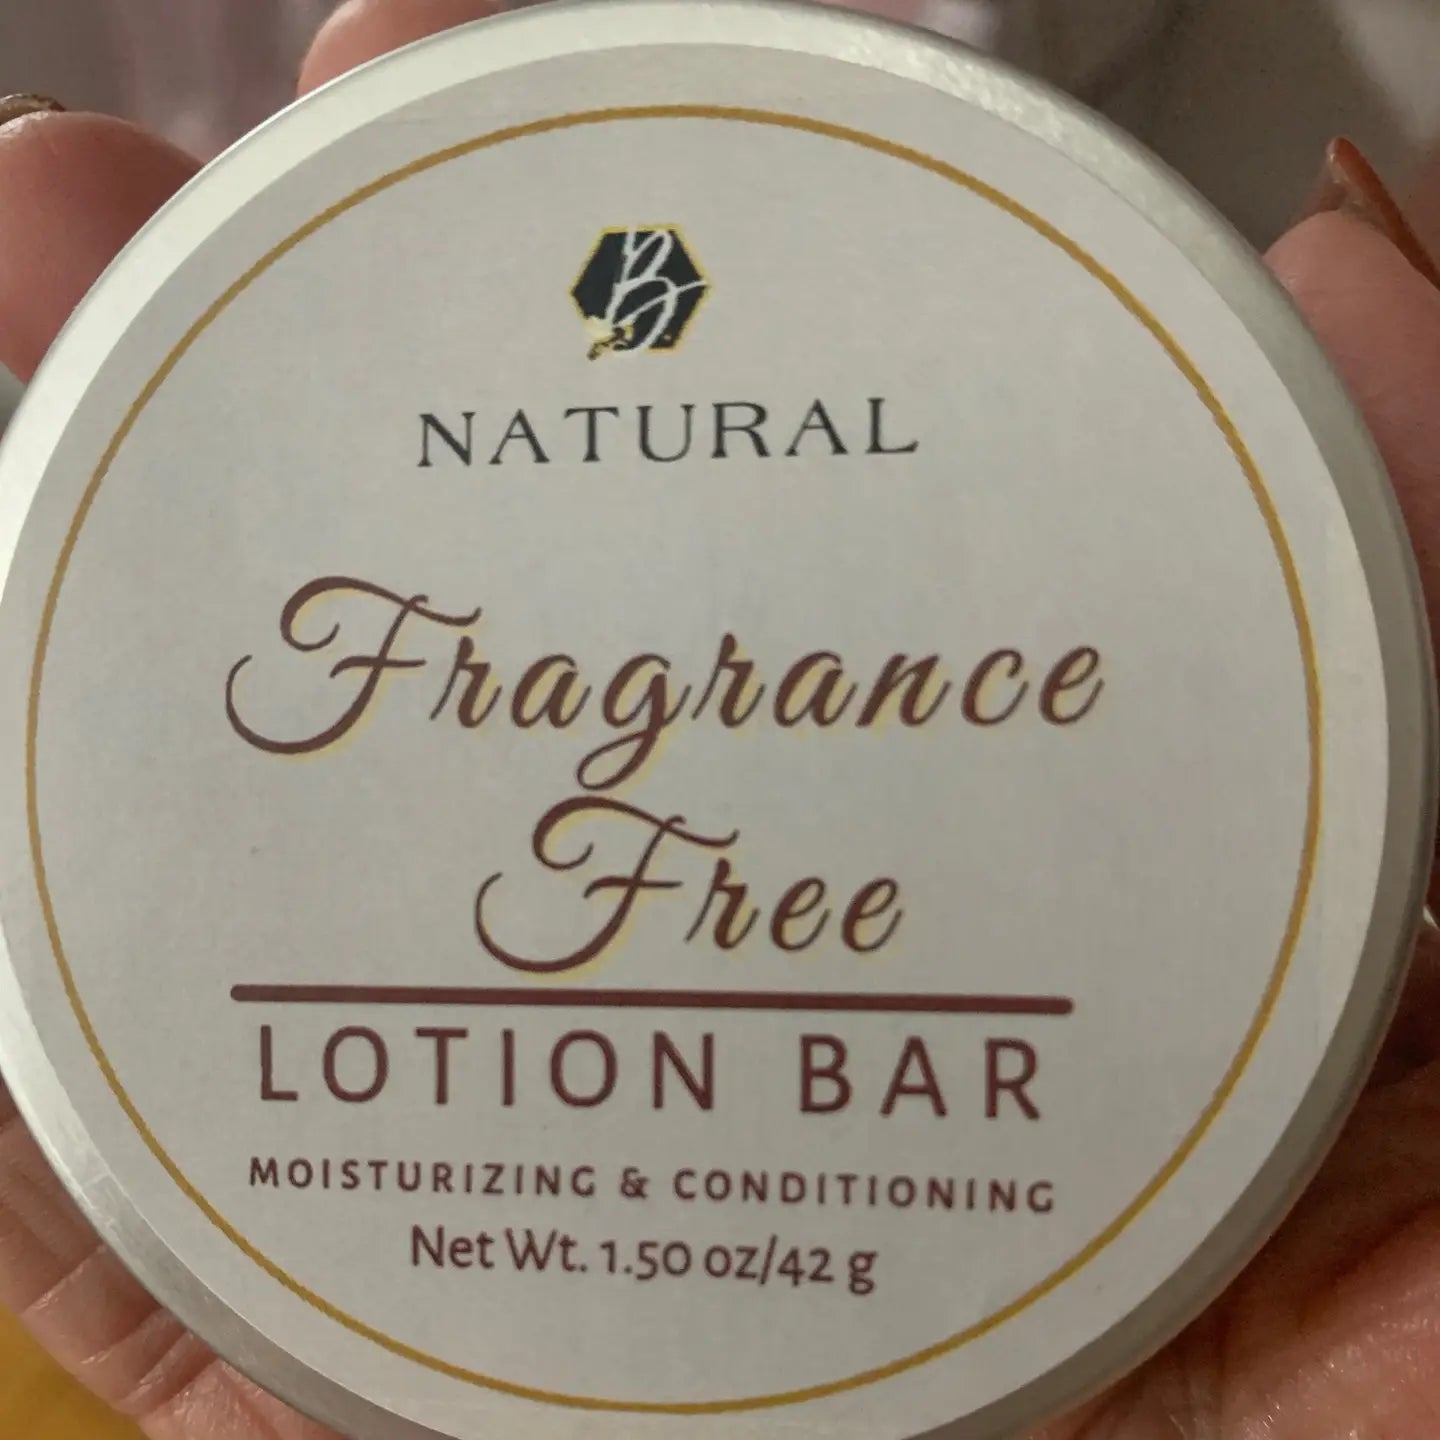 B
NATURAL
Fragrance
Free
LOTION BAR
MOISTURIZING & CONDITIONING
Net Wt. 1.50 oz/42 g